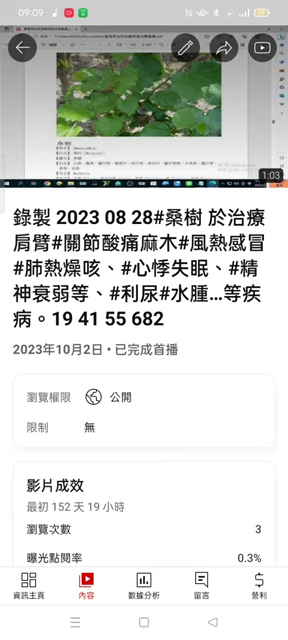 09:09
桑樹
1:03
錄製 2023 08 28#桑樹 於治療
肩臂#關節酸痛麻木#風熱感冒
#肺熱燥咳、#心悸失眠、#精
神衰弱等、#利尿#水腫...等疾
病。19 41 55 682
2023年10月2日 • 已完成首播
瀏覽權限 公開
限制 無
影片成效
最初 152 天 19 小時
瀏覽次數 3
曝光點閱率 0.3%
資訊主頁 內容 數據分析 留言 營利